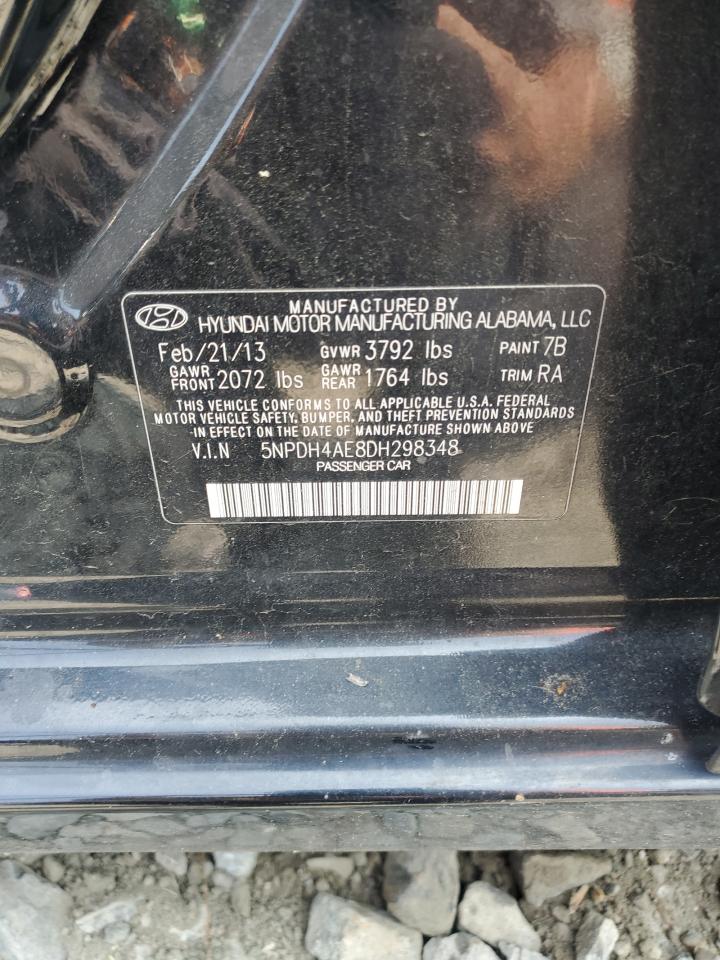 MANUFACTURED BY
HYUNDAI MOTOR MANUFACTURING ALABAMA, LLC
Feb/21/13 GVWR 3792 lbs PAINT 7B
GAWR FRONT 2072 lbs GAWR REAR 1764 lbs TRIM RA
THIS VEHICLE CONFORMS TO ALL APPLICABLE U.S.A. FEDERAL
MOTOR VEHICLE SAFETY, BUMPER, AND THEFT PREVENTION STANDARDS
IN EFFECT ON THE DATE OF MANUFACTURE SHOWN ABOVE
V.I.N 5NPDH4AE8DH298348
PASSENGER CAR